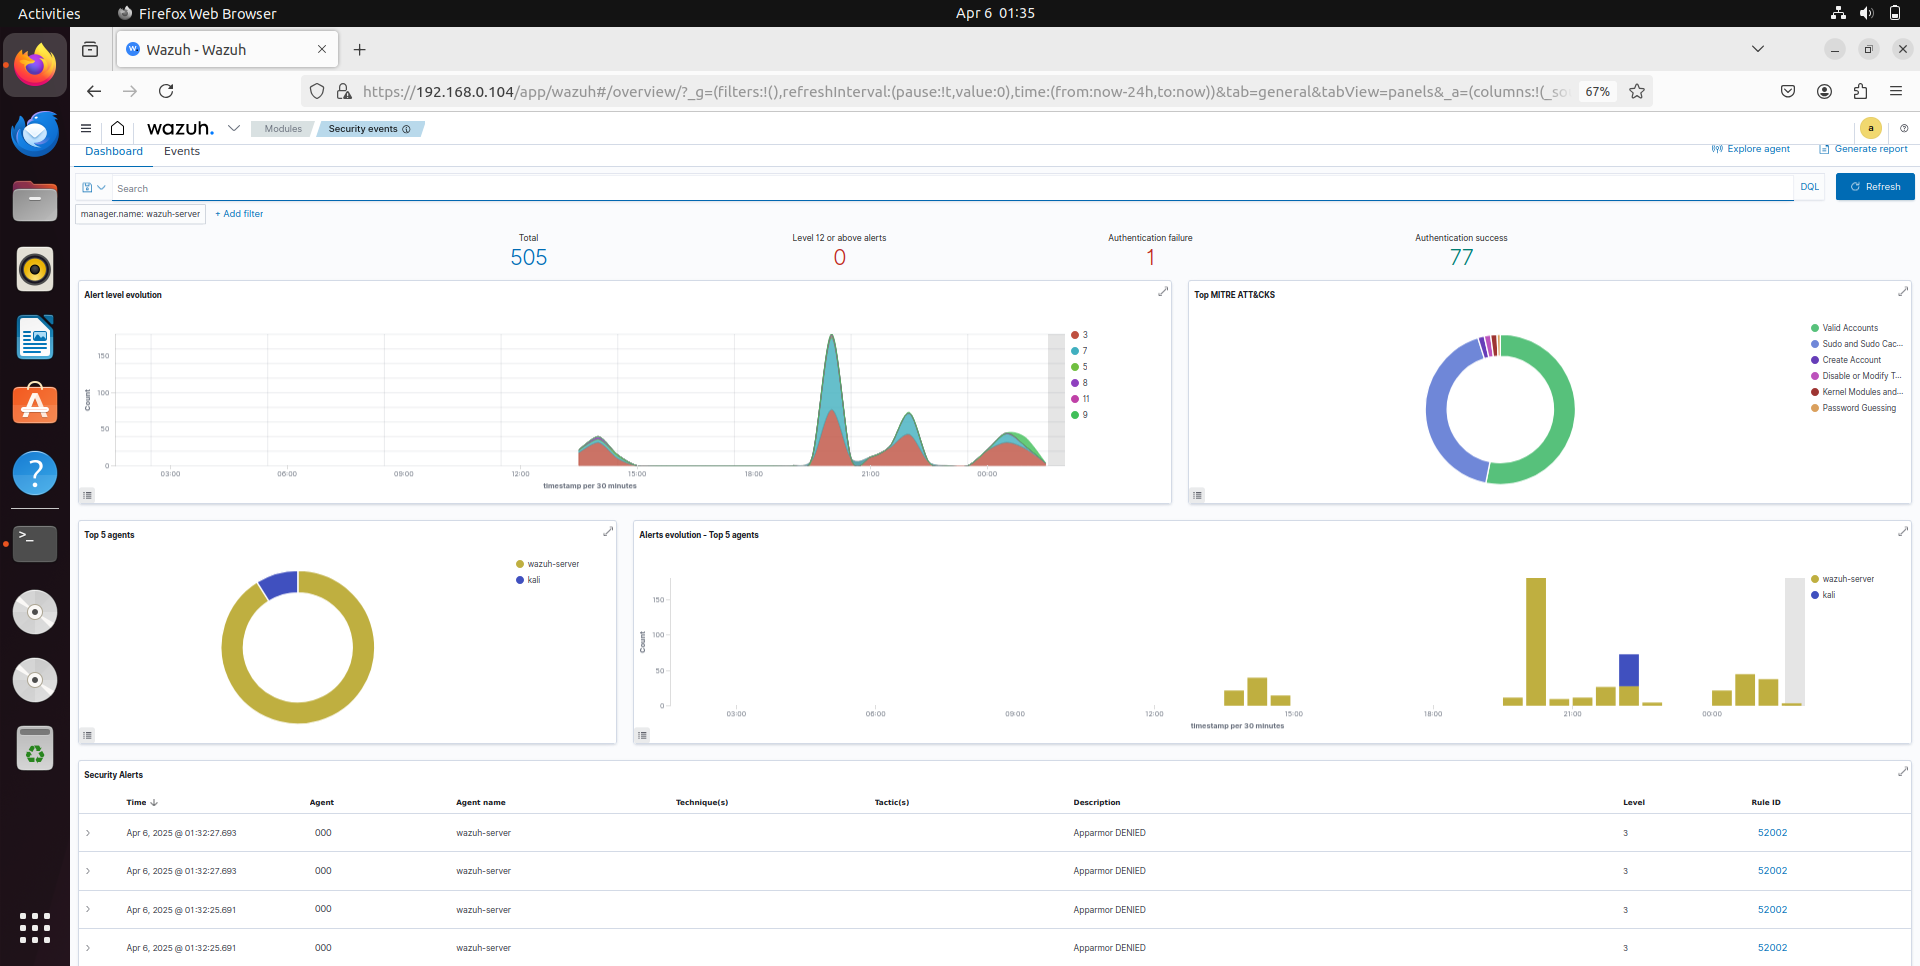 Activities Firefox Web Browser Apr 6 01:35
Wazuh - Wazuh
https://192.168.0.104/app/wazuh#/overview/?_g=(filters:!(),refreshInterval:(pause:!t,value:0),time:(from:now-24h,to:now))&tab=general&tabView=panels&_a=(columns:!(_so 67%
wazuh. Modules Security events a
Dashboard Events Explore agent Generate report
Search DQL Refresh
manager.name: wazuh-server + Add filter
Total Level 12 or above alerts Authentication failure Authentication success
505 0 1 77
Alert level evolution
150
100
50
0
Count
03:00 06:00 09:00 12:00 15:00 18:00 21:00 00:00
timestamp per 30 minutes
3
7
5
8
11
9
Top MITRE ATT&CKS
Valid Accounts
Sudo and Sudo Cac...
Create Account
Disable or Modify T...
Kernel Modules and...
Password Guessing
Top 5 agents
wazuh-server
kali
Alerts evolution - Top 5 agents
150
100
50
0
Count
03:00 06:00 09:00 12:00 15:00 18:00 21:00 00:00
timestamp per 30 minutes
wazuh-server
kali
Security Alerts
Time Agent Agent name Technique(s) Tactic(s) Description Level Rule ID
Apr 6, 2025 @ 01:32:27.693 000 wazuh-server Apparmor DENIED 3 52002
Apr 6, 2025 @ 01:32:27.693 000 wazuh-server Apparmor DENIED 3 52002
Apr 6, 2025 @ 01:32:25.691 000 wazuh-server Apparmor DENIED 3 52002
Apr 6, 2025 @ 01:32:25.691 000 wazuh-server Apparmor DENIED 3 52002